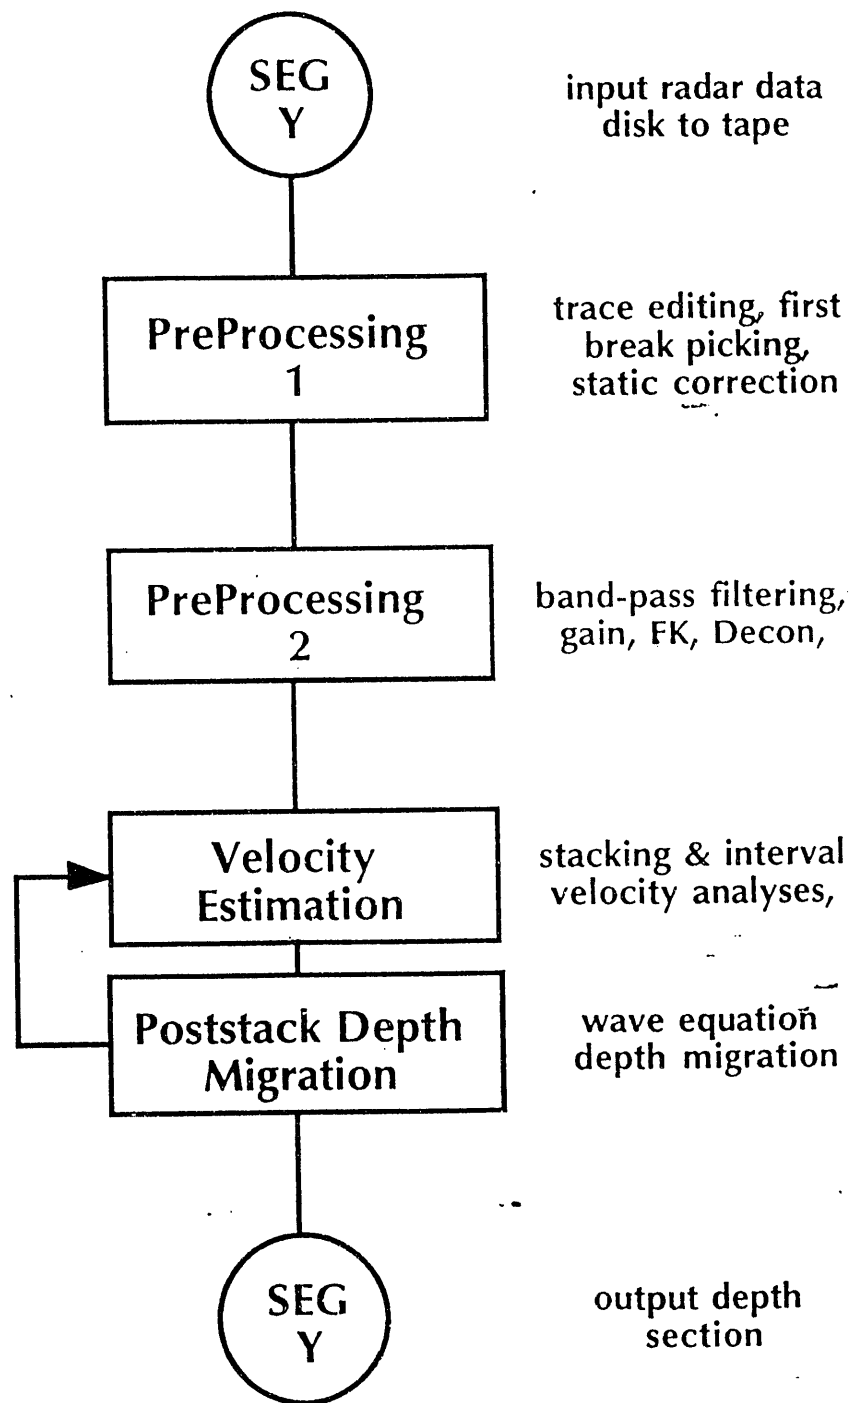 SEG
Y
input radar data
disk to tape
PreProcessing
1
trace editing, first
break picking,
static correction
PreProcessing
2
band-pass filtering,
gain, FK, Decon,
Velocity
Estimation
stacking & interval
velocity analyses,
Poststack Depth
Migration
wave equation
depth migration
SEG
Y
output depth
section